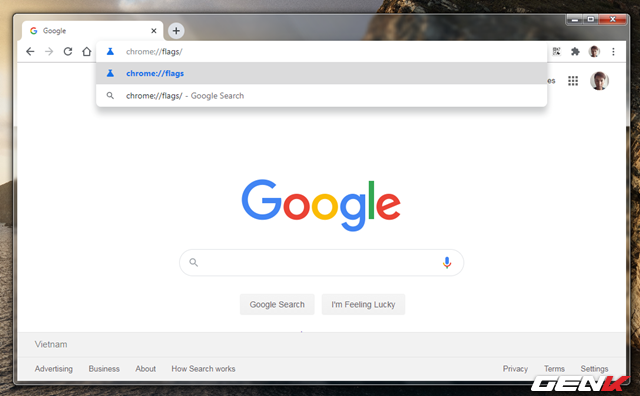 Google
chrome://flags/
chrome://flags
chrome://flags/ - Google Search
es
Google
Google Search I'm Feeling Lucky
Vietnam
Advertising Business About How Search works Privacy Terms Settings
GENK